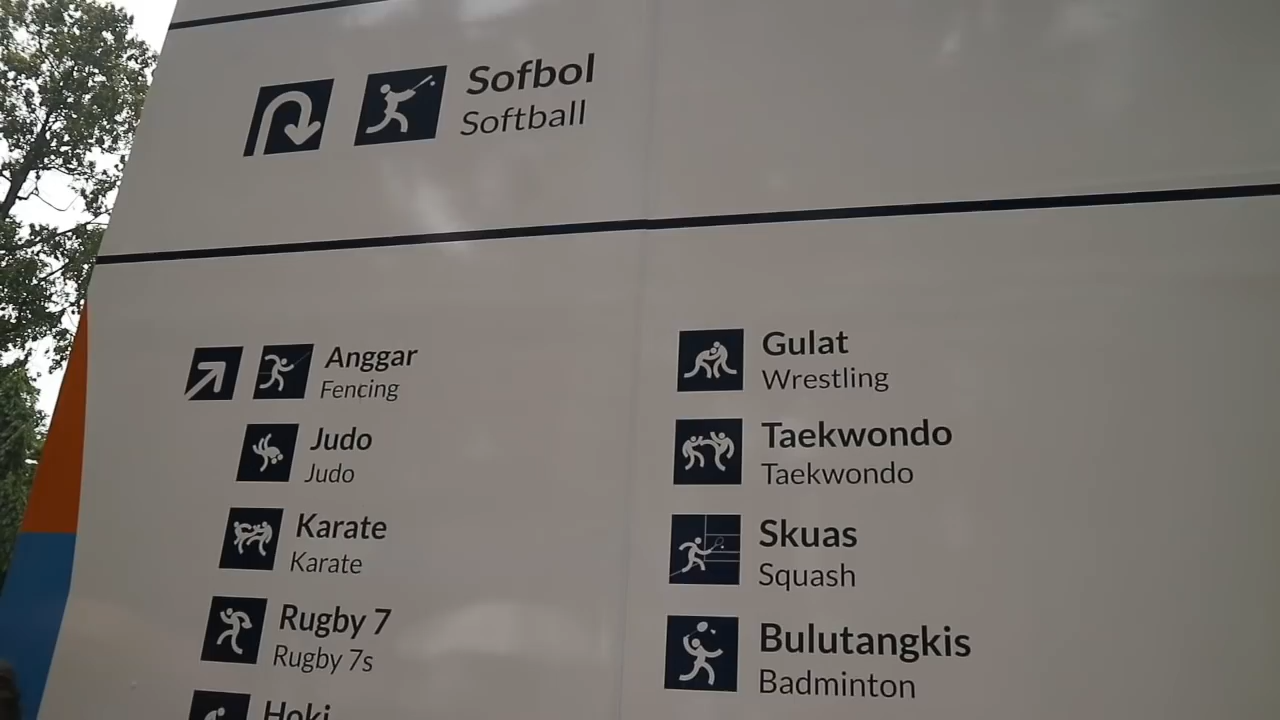 Sofbol
Softball
Anggar
Fencing
Judo
Judo
Karate
Karate
Rugby 7
Rugby 7s
Hoki
Gulat
Wrestling
Taekwondo
Taekwondo
Skuas
Squash
Bulutangkis
Badminton